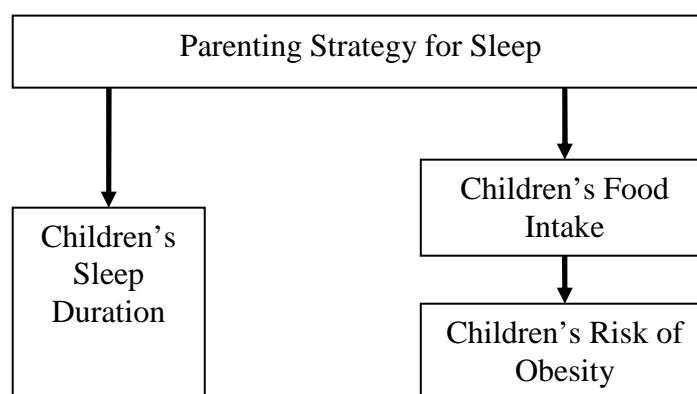 Parenting Strategy for Sleep
Children’s Food
Intake
Children’s
Sleep
Duration
Children’s Risk of
Obesity